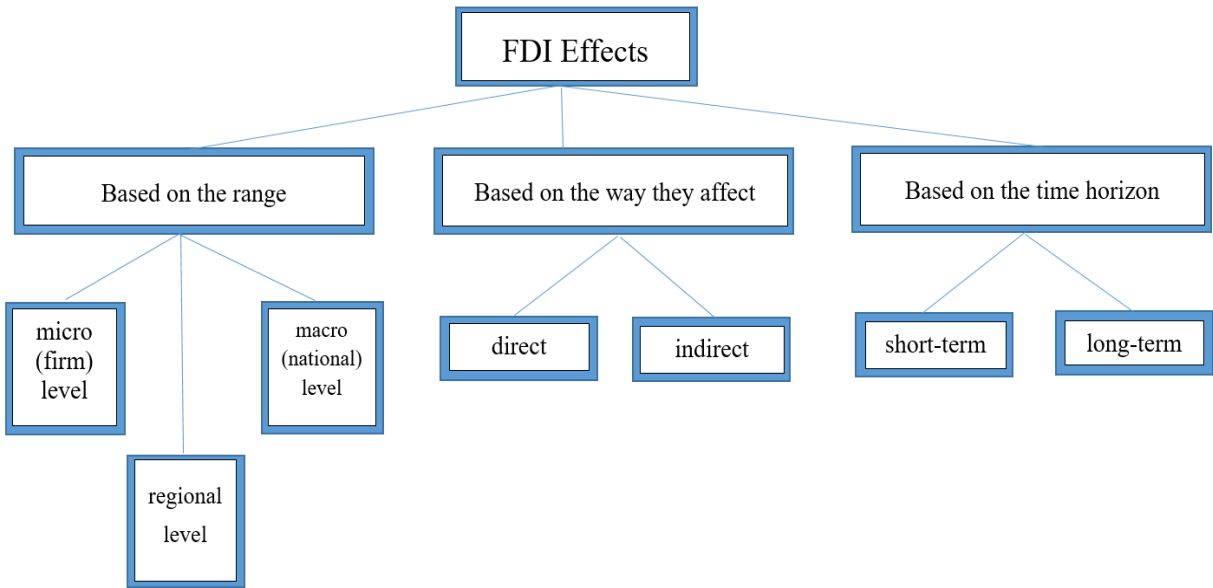 FDI Effects
Based on the range
Based on the way they affect
Based on the time horizon
micro
(firm)
level
regional
level
macro
(national)
level
direct
indirect
short-term
long-term